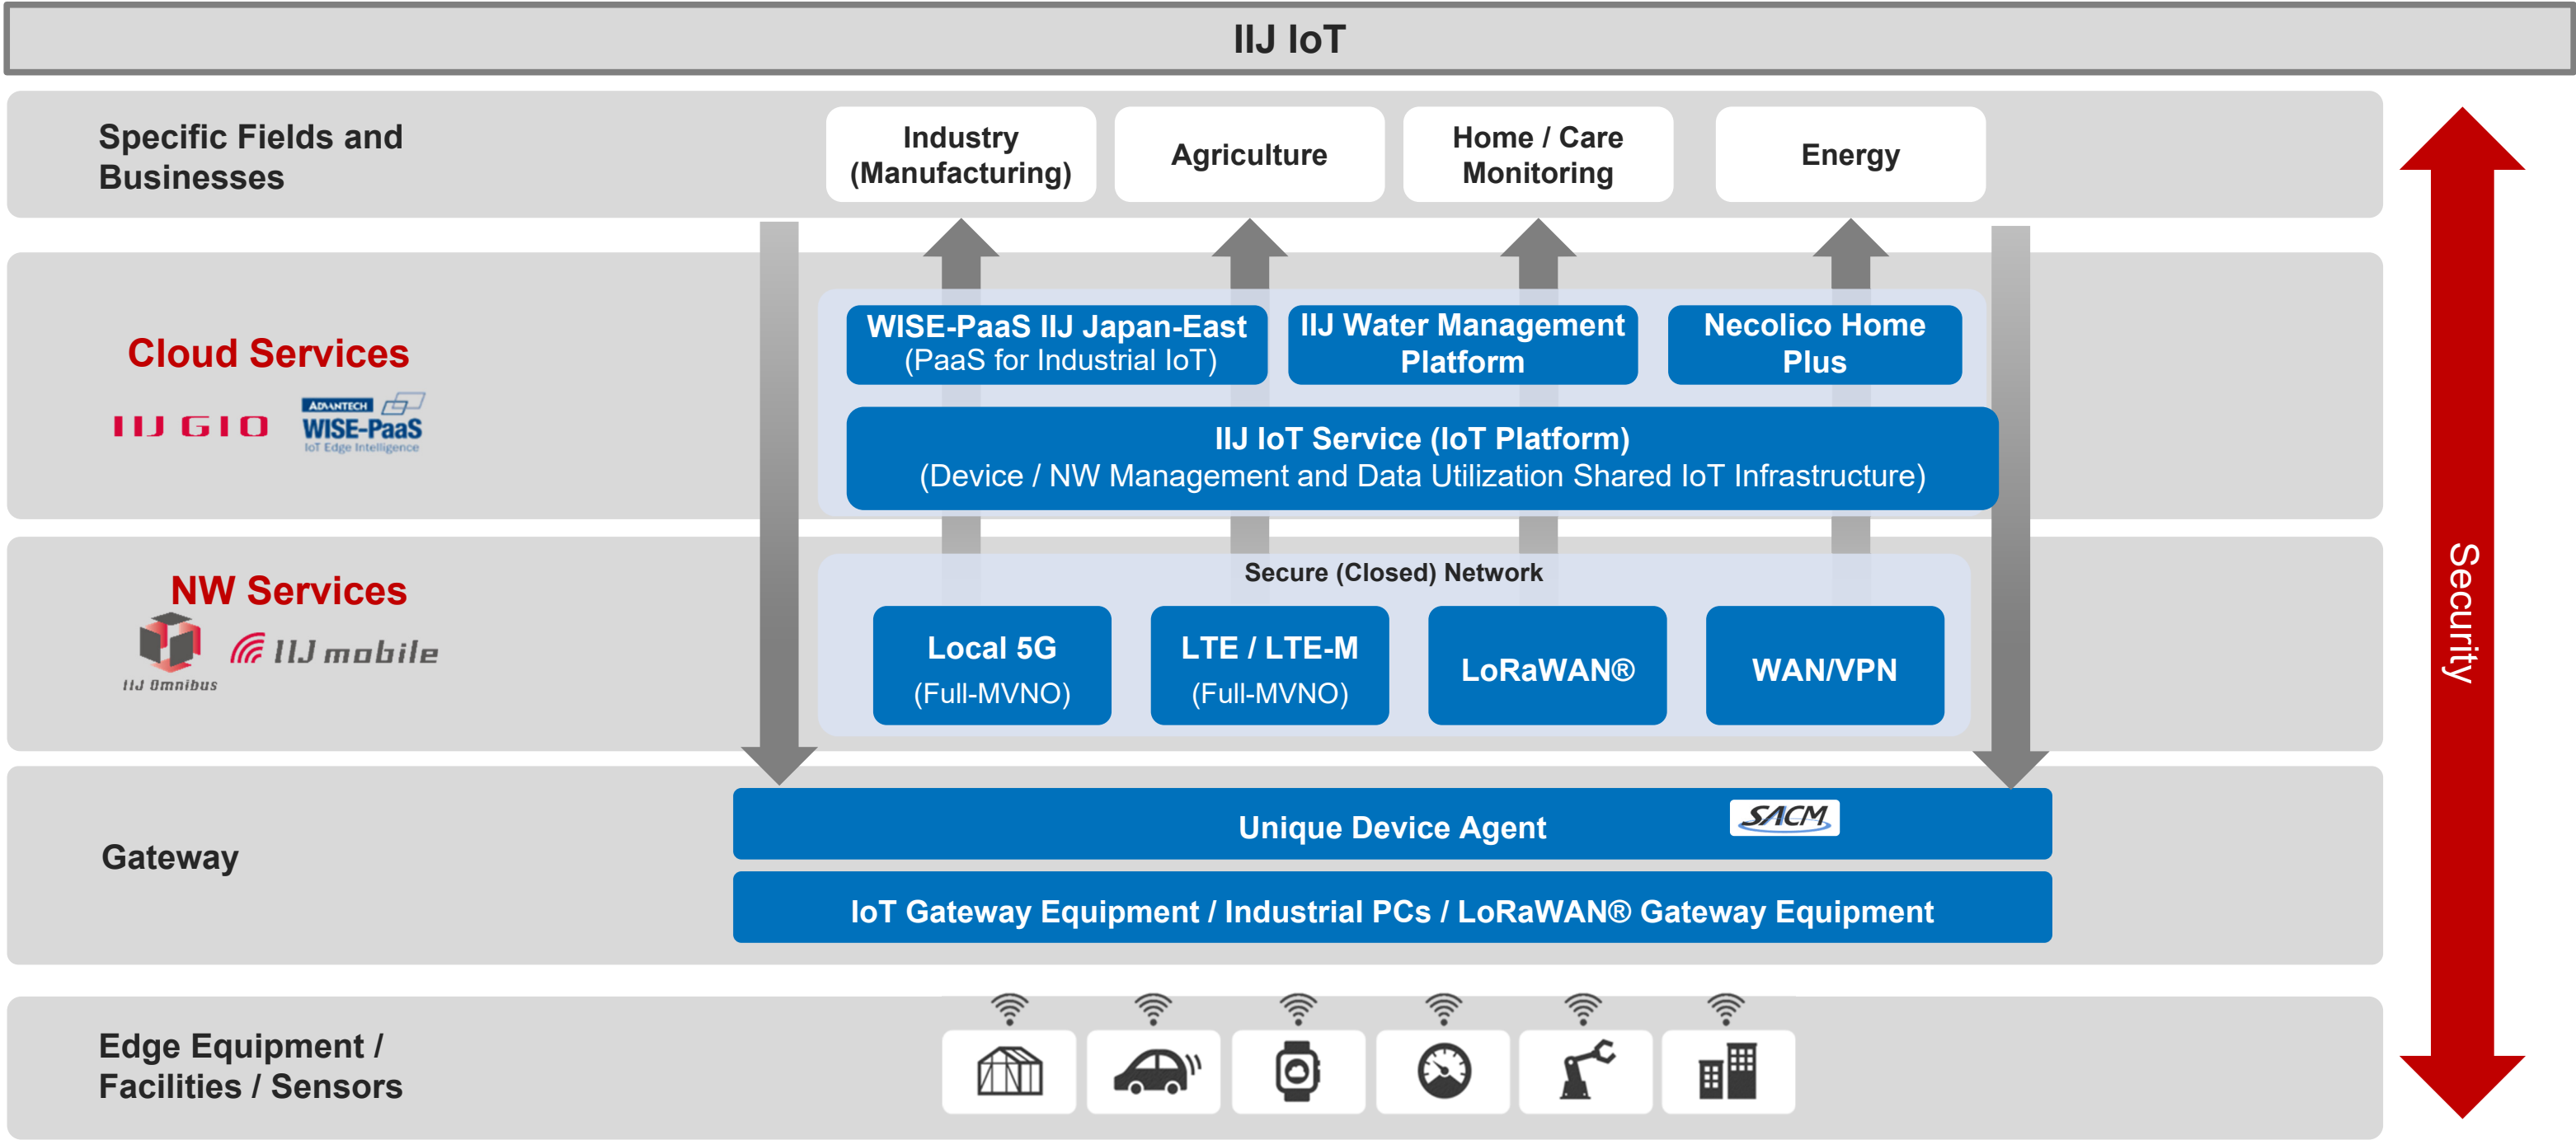 IIJ IoT
Specific Fields and
Businesses
Industry
(Manufacturing)
Agriculture
Home / Care
Monitoring
Energy
Cloud Services
IIJ GIO
ADVANTECH
WISE-PaaS
IoT Edge Intelligence
WISE-PaaS IIJ Japan-East
(PaaS for Industrial IoT)
IIJ Water Management
Platform
Necolico Home
Plus
IIJ IoT Service (IoT Platform)
(Device / NW Management and Data Utilization Shared IoT Infrastructure)
NW Services
IIJ Omnibus
IIJ mobile
Secure (Closed) Network
Local 5G
(Full-MVNO)
LTE / LTE-M
(Full-MVNO)
LoRaWAN®
WAN/VPN
Security
Gateway
Unique Device Agent
SACM
IoT Gateway Equipment / Industrial PCs / LoRaWAN® Gateway Equipment
Edge Equipment /
Facilities / Sensors